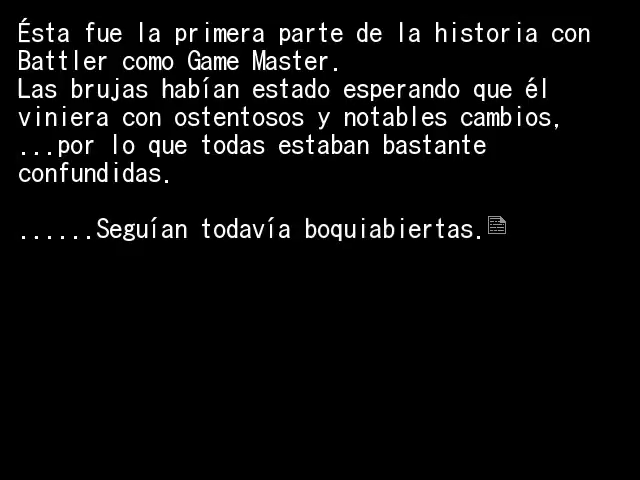 Ésta fue la primera parte de la historia con
Battler como Game Master.
Las brujas habían estado esperando que él
viniera con ostentosos y notables cambios,
...por lo que todas estaban bastante
confundidas.
......Seguían todavía boquiabiertas.